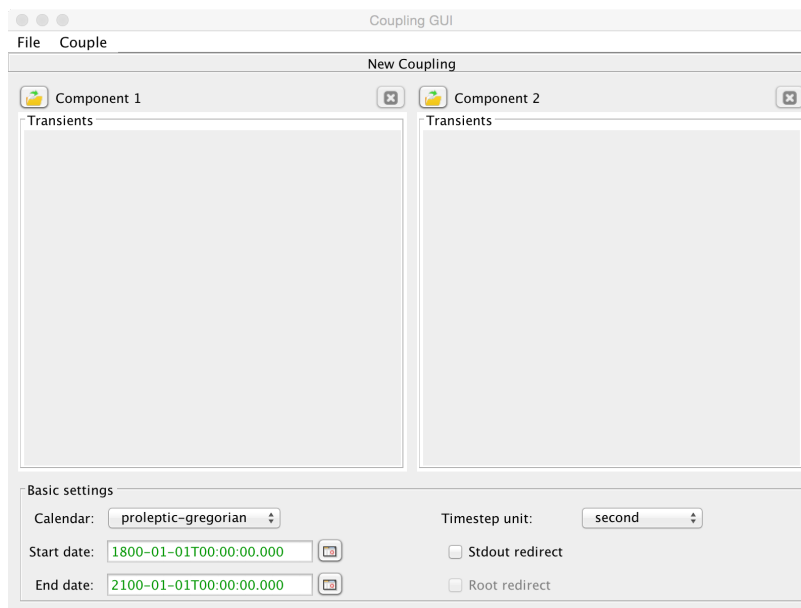 Coupling GUI
File Couple
New Coupling
Component 1 Component 2
Transients Transients
Basic settings
Calendar: proleptic-gregorian Timestep unit: second
Start date: 1800-01-01T00:00:00.000 Stdout redirect
End date: 2100-01-01T00:00:00.000 Root redirect